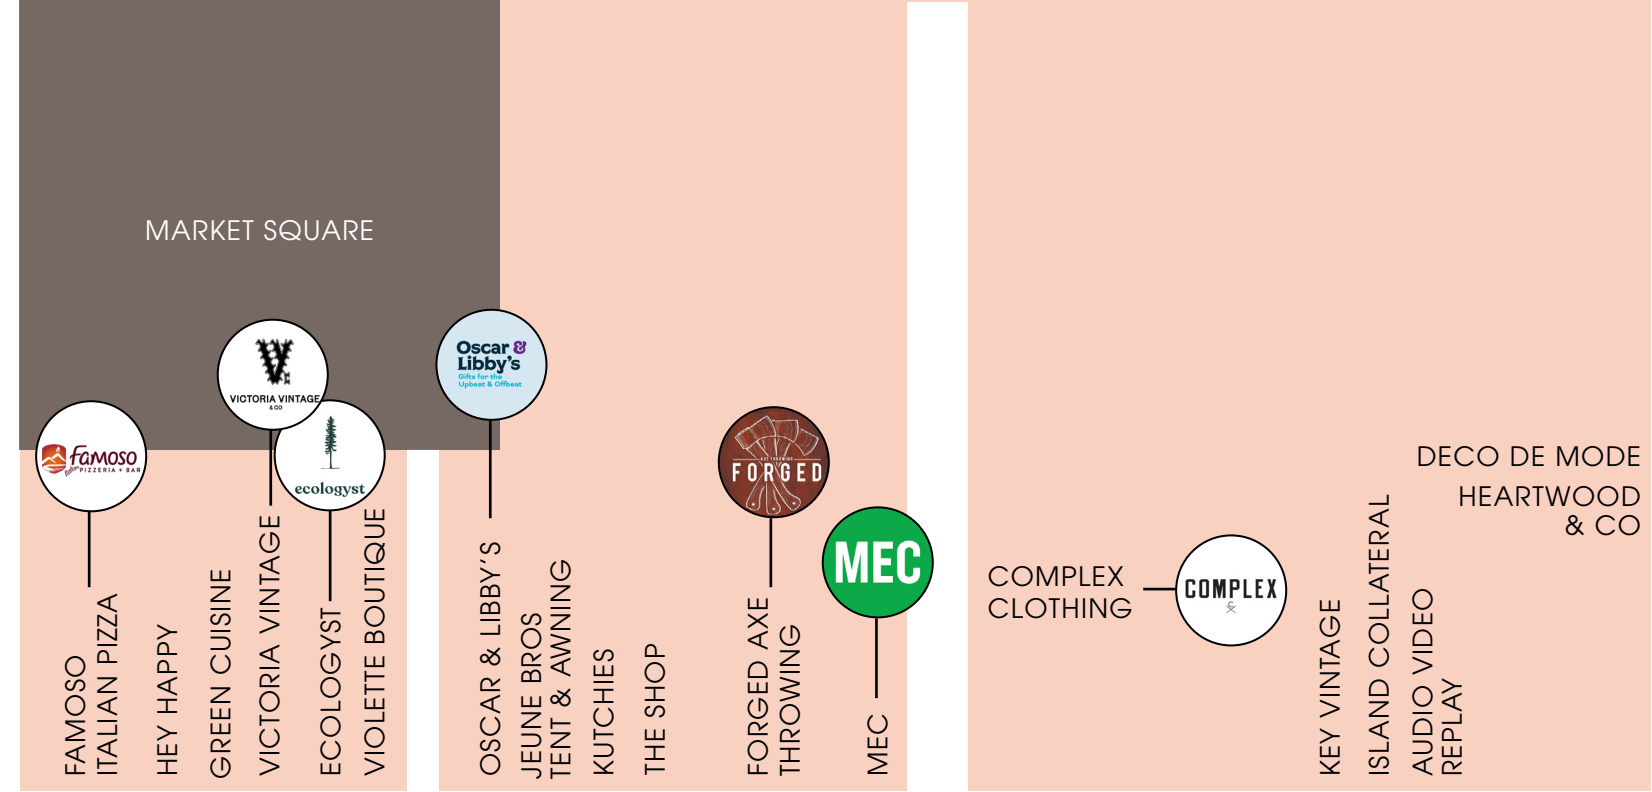 MARKET SQUARE
Famoso
Italian PIZZERIA + BAR
V
VICTORIA VINTAGE
& CO
ecologyst
Oscar &
Libby's
Gifts for the
Upbeat & Offbeat
AXE THROWING
FORGED
MEC
COMPLEX
FAMOSO
ITALIAN PIZZA
HEY HAPPY
GREEN CUISINE
VICTORIA VINTAGE
ECOLOGYST
VIOLETTE BOUTIQUE
OSCAR & LIBBY'S
JEUNE BROS
TENT & AWNING
KUTCHIES
THE SHOP
FORGED AXE
THROWING
MEC
COMPLEX
CLOTHING
KEY VINTAGE
ISLAND COLLATERAL
AUDIO VIDEO
REPLAY
DECO DE MODE
HEARTWOOD
& CO